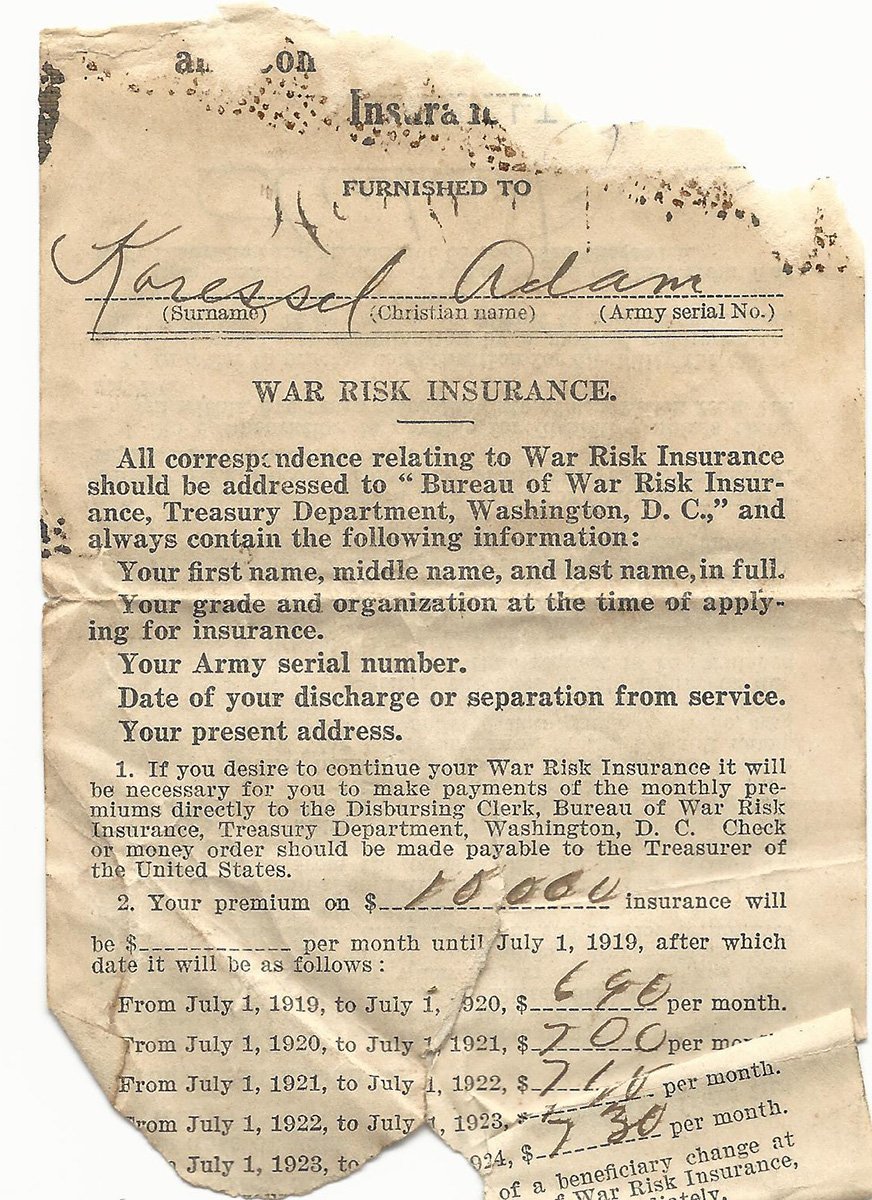 Insura
FURNISHED TO
Koressel Adam
(Surname) (Christian name) (Army serial No.)
WAR RISK INSURANCE.
All correspondence relating to War Risk Insurance
should be addressed to “Bureau of War Risk Insur-
ance, Treasury Department, Washington, D. C.,” and
always contain the following information:
Your first name, middle name, and last name, in full.
Your grade and organization at the time of apply-
ing for insurance.
Your Army serial number.
Date of your discharge or separation from service.
Your present address.
1. If you desire to continue your War Risk Insurance it will
be necessary for you to make payments of the monthly pre-
miums directly to the Disbursing Clerk, Bureau of War Risk
Insurance, Treasury Department, Washington, D. C. Check
or money order should be made payable to the Treasurer of
the United States.
2. Your premium on $ 10 000 insurance will
be $ per month until July 1, 1919, after which
date it will be as follows:
From July 1, 1919, to July 1, 1920, $ 6 90 per month.
From July 1, 1920, to July 1, 1921, $ 7 00 per
From July 1, 1921, to July 1, 1922, $ 7 10 per month.
From July 1, 1922, to July 1, 1923, $ 7 30 per month.
July 1, 1923, to 924, $
of a beneficiary change at
War Risk Insurance,